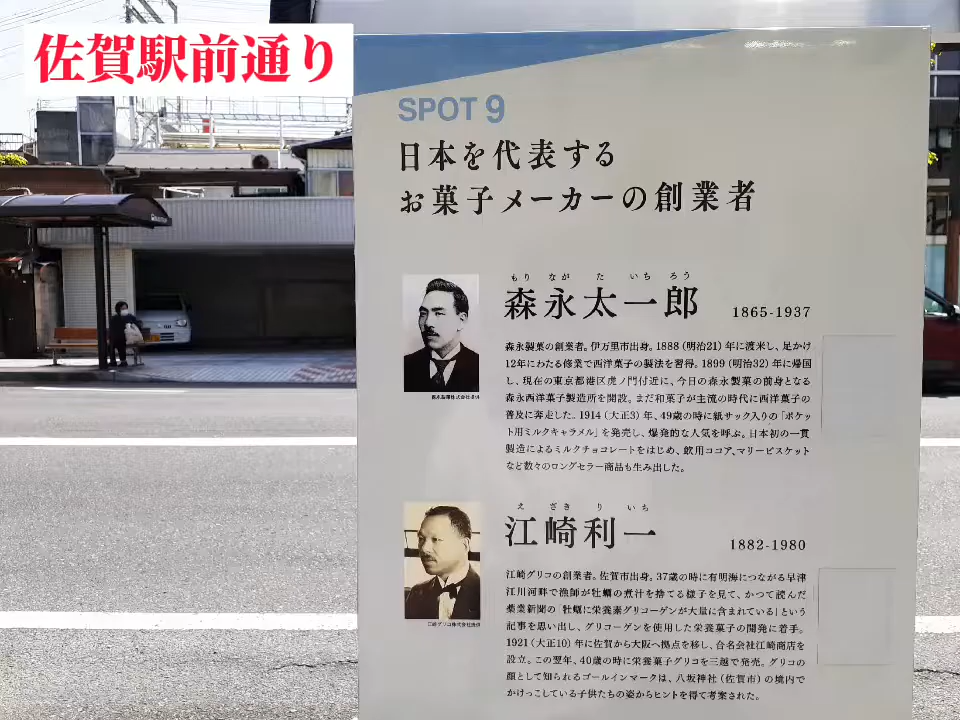 佐賀駅前通り
SPOT 9
日本を代表する
お菓子メーカーの創業者
もり なが た いち ろう
森永太一郎 1865-1937
森永製菓の創業者。伊万里市出身。1888(明治21)年に渡米し、足かけ
12年にわたる修業で西洋菓子の製法を習得。1899(明治32)年に帰国
し、現在の東京都港区虎ノ門付近に、今日の森永製菓の前身となる
森永西洋菓子製造所を開設。まだ和菓子が主流の時代に西洋菓子の
普及に奔走した。1914(大正3)年、49歳の時に紙サック入りの「ポケッ
ト用ミルクキャラメル」を発売し、爆発的な人気を呼ぶ。日本初の一貫
製造によるミルクチョコレートをはじめ、飲用ココア、マリービスケット
など数々のロングセラー商品も生み出した。
森永製菓株式会社提供
え ざき り いち
江崎利一 1882-1980
江崎グリコの創業者。佐賀市出身。37歳の時に有明海につながる早津
江川河畔で漁師が牡蠣の煮汁を捨てる様子を見て、かつて読んだ
薬業新聞の「牡蠣に栄養素グリコーゲンが大量に含まれている」という
記事を思い出し、グリコーゲンを使用した栄養菓子の開発に着手。
1921(大正10)年に佐賀から大阪へ拠点を移し、合名会社江崎商店を
設立。この翌年、40歳の時に栄養菓子グリコを三越で発売。グリコの
顔として知られるゴールインマークは、八坂神社(佐賀市)の境内で
かけっこしている子供たちの姿からヒントを得て考案された。
江崎グリコ株式会社提供